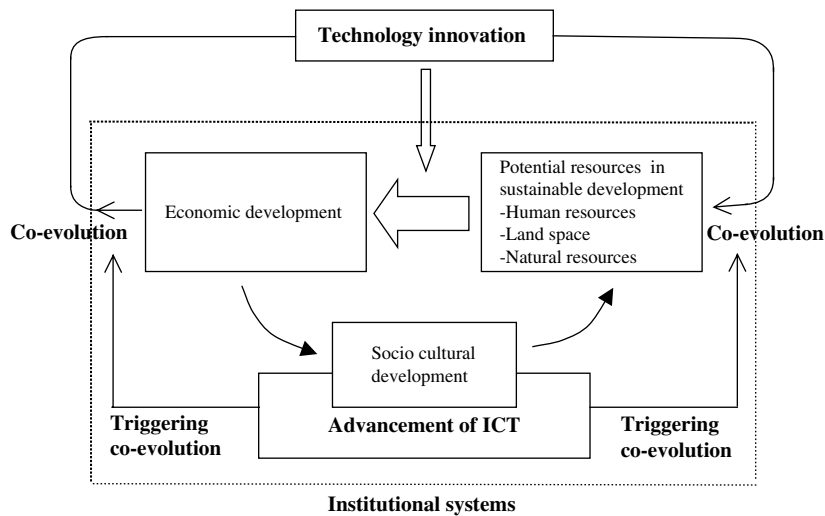 Technology innovation
Economic development
Potential resources in
sustainable development
-Human resources
-Land space
-Natural resources
Co-evolution
Co-evolution
Socio cultural
development
Advancement of ICT
Triggering
co-evolution
Triggering
co-evolution
Institutional systems